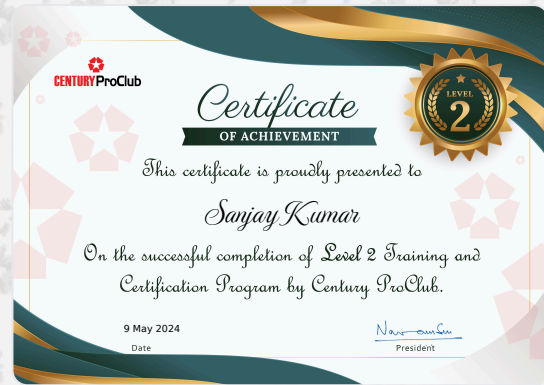 CENTURY ProClub
Certificate
OF ACHIEVEMENT
LEVEL
2
This certificate is proudly presented to
Sanjay Kumar
On the successful completion of Level 2 Training and
Certification Program by Century ProClub.
9 May 2024
Date
President